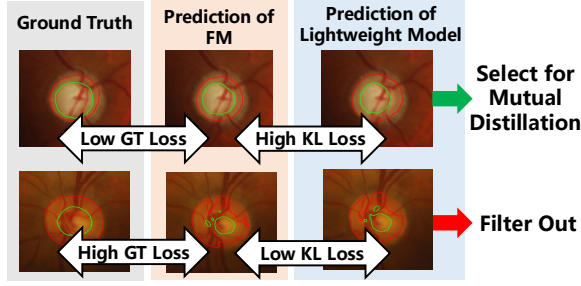 Ground Truth
Prediction of
FM
Prediction of
Lightweight Model
Low GT Loss
High KL Loss
Select for
Mutual
Distillation
High GT Loss
Low KL Loss
Filter Out